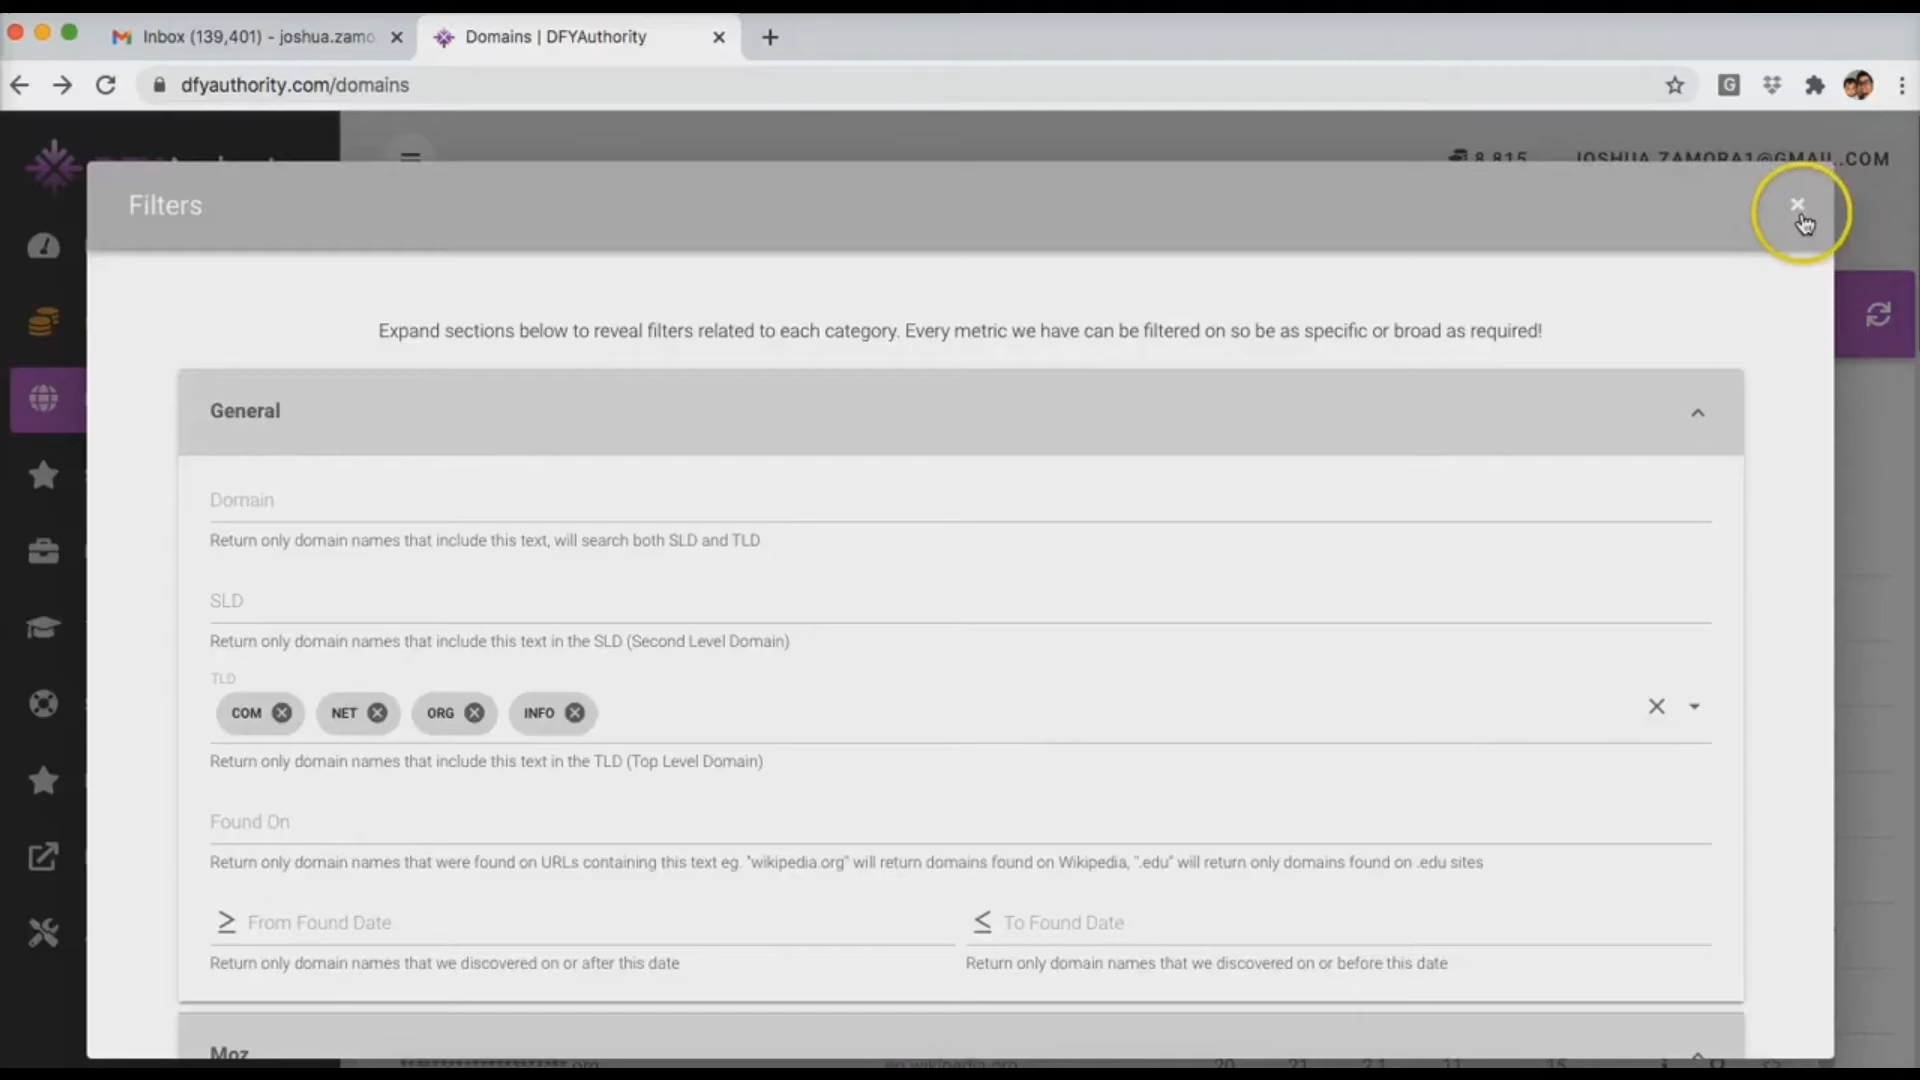 Inbox (139,401) - joshua.zamo
Domains | DFYAuthority
dfyauthority.com/domains
G
8,815 JOSHUA.ZAMORA1@GMAIL.COM
Filters
Expand sections below to reveal filters related to each category. Every metric we have can be filtered on so be as specific or broad as required!
General
Domain
Return only domain names that include this text, will search both SLD and TLD
SLD
Return only domain names that include this text in the SLD (Second Level Domain)
TLD
COM NET ORG INFO
Return only domain names that include this text in the TLD (Top Level Domain)
Found On
Return only domain names that were found on URLs containing this text eg. "wikipedia.org" will return domains found on Wikipedia, ".edu" will return only domains found on .edu sites
≥ From Found Date ≤ To Found Date
Return only domain names that we discovered on or after this date Return only domain names that we discovered on or before this date
Moz